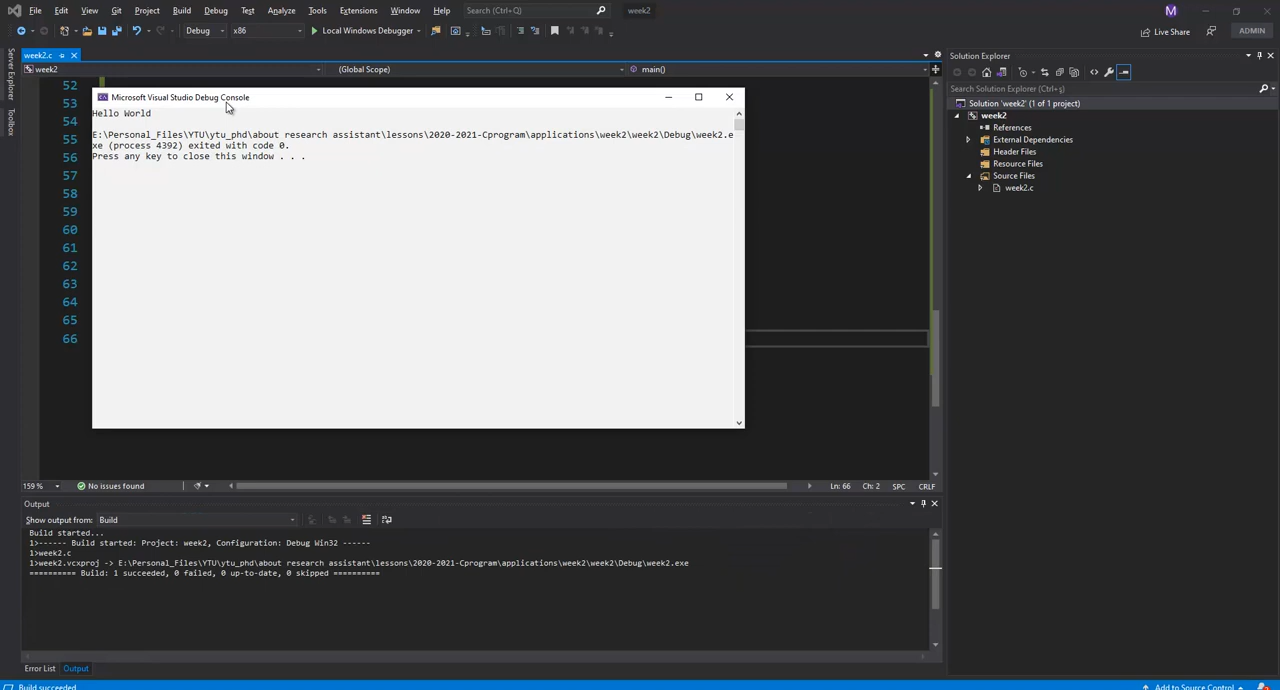 File Edit View Git Project Build Debug Test Analyze Tools Extensions Window Help Search (Ctrl+Q) week2 M
Debug x86 Local Windows Debugger Live Share ADMIN
Server Explorer
Toolbox
week2.c
week2 (Global Scope) main()
52
53
54
55
56
57
58
59
60
61
62
63
64
65
66
Microsoft Visual Studio Debug Console
Hello World
E:\Personal_Files\YTU\ytu_phd\about research assistant\lessons\2020-2021-Cprogram\applications\week2\week2\Debug\week2.e
xe (process 4392) exited with code 0.
Press any key to close this window . . .
159 % No issues found Ln: 66 Ch: 2 SPC CRLF
Output
Show output from: Build
Build started...
1>------ Build started: Project: week2, Configuration: Debug Win32 ------
1>week2.c
1>week2.vcxproj -> E:\Personal_Files\YTU\ytu_phd\about research assistant\lessons\2020-2021-Cprogram\applications\week2\week2\Debug\week2.exe
========== Build: 1 succeeded, 0 failed, 0 up-to-date, 0 skipped ==========
Error List Output
Build succeeded
Solution Explorer
Search Solution Explorer (Ctrl+ş)
Solution 'week2' (1 of 1 project)
week2
References
External Dependencies
Header Files
Resource Files
Source Files
week2.c
Add to Source Control